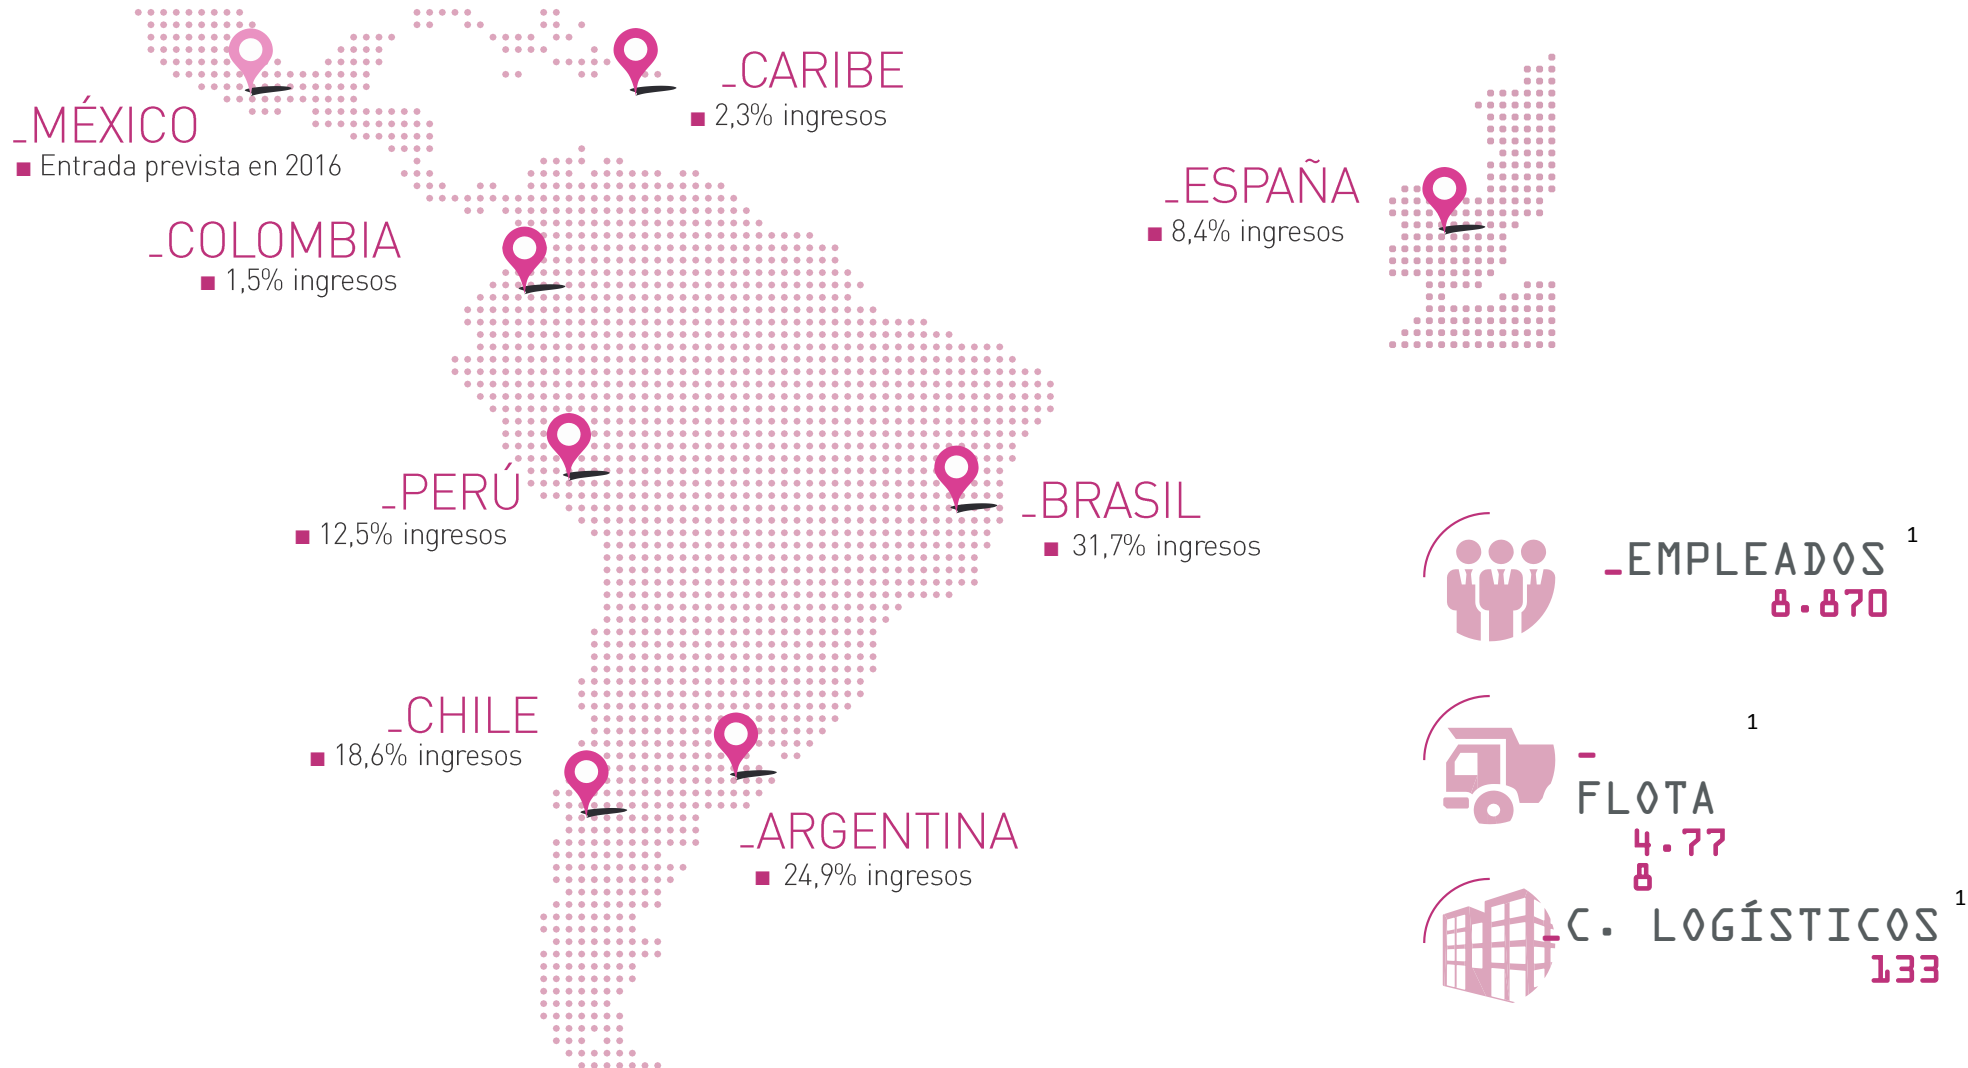 _CARIBE
■ 2,3% ingresos
_MÉXICO
■ Entrada prevista en 2016
_ESPAÑA
■ 8,4% ingresos
_COLOMBIA
■ 1,5% ingresos
_PERÚ
■ 12,5% ingresos
_BRASIL
■ 31,7% ingresos
_EMPLEADOS 1
8.870
_CHILE
■ 18,6% ingresos
_ 1
FLOTA
4.77
8
_ARGENTINA
■ 24,9% ingresos
_C. LOGÍSTICOS 1
133